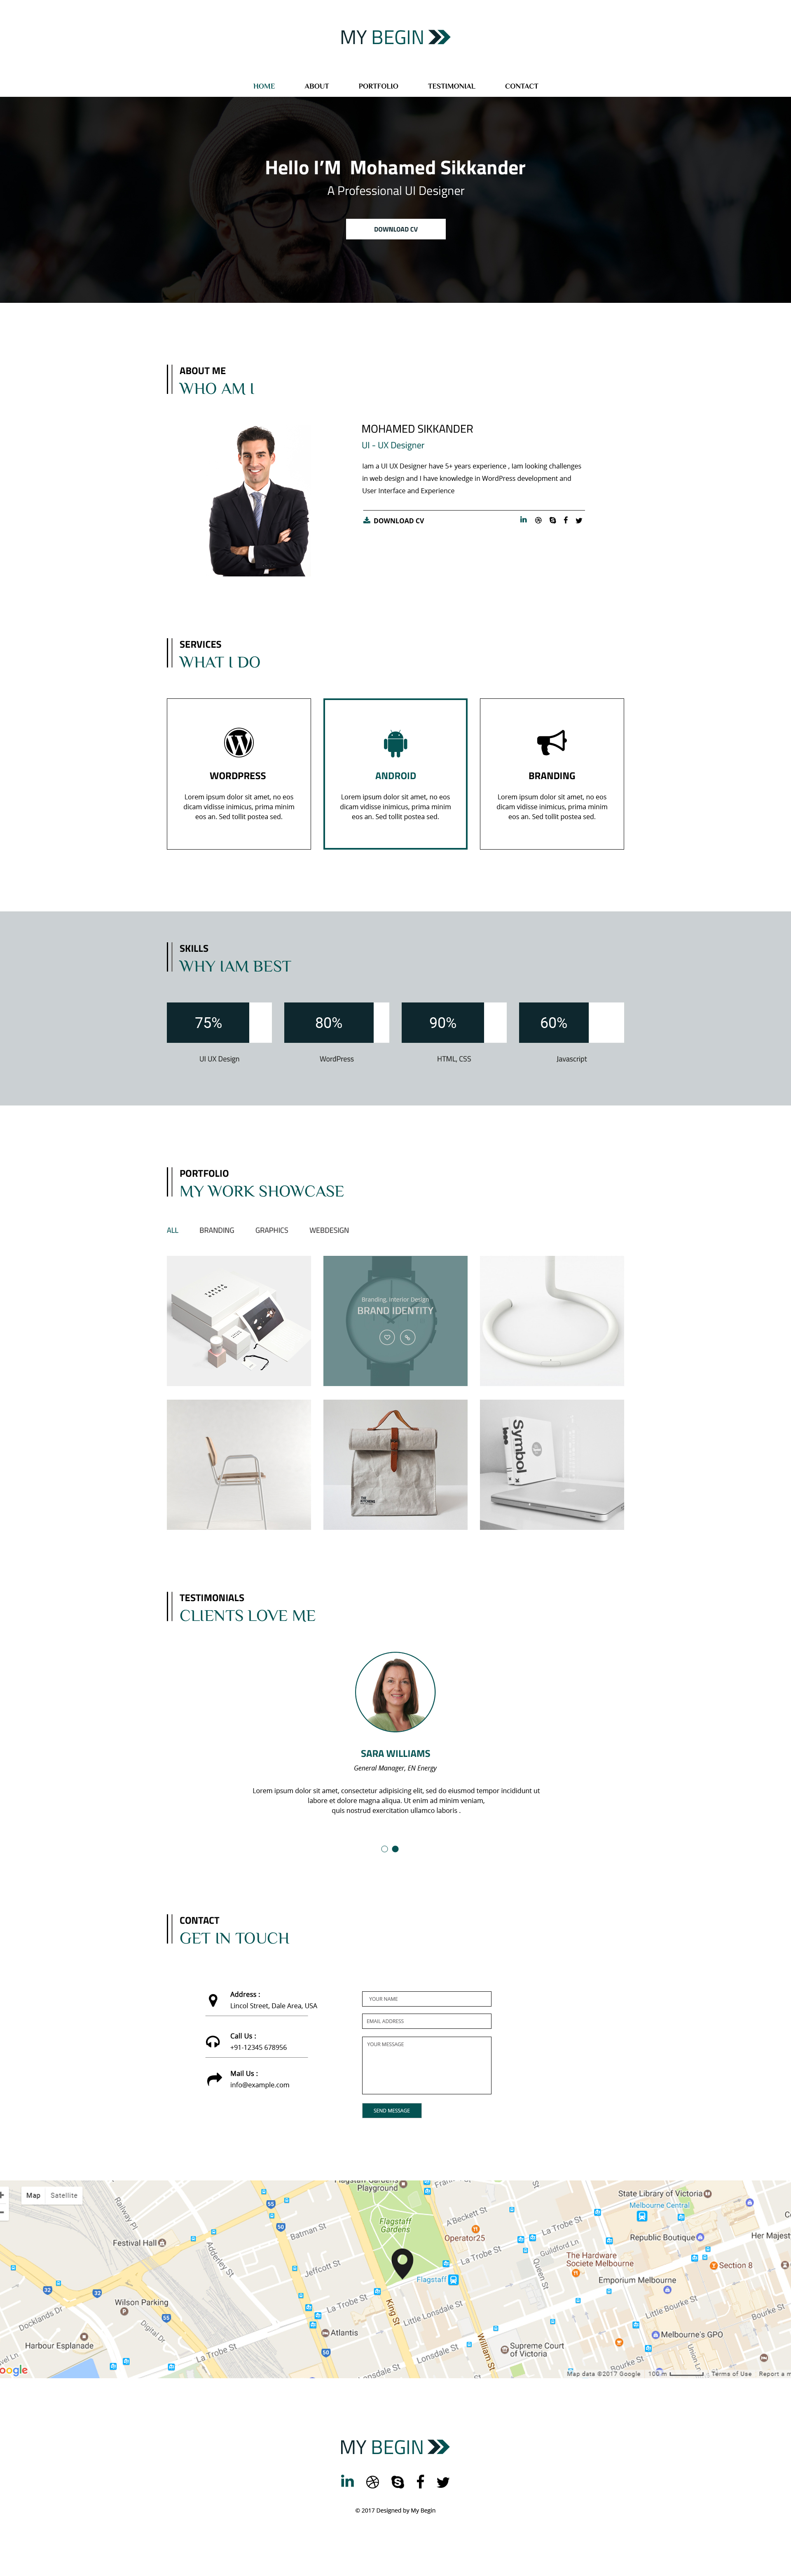 MY BEGIN
HOME ABOUT PORTFOLIO TESTIMONIAL CONTACT
Hello I'M Mohamed Sikkander
A Professional UI Designer
DOWNLOAD CV
ABOUT ME
WHO AM I
MOHAMED SIKKANDER
UI - UX Designer
Iam a UI UX Designer have 5+ years experience , Iam looking challenges
in web design and I have knowledge in WordPress development and
User Interface and Experience
DOWNLOAD CV
SERVICES
WHAT I DO
WORDPRESS
Lorem ipsum dolor sit amet, no eos
dicam vidisse inimicus, prima minim
eos an. Sed tollit postea sed.
ANDROID
Lorem ipsum dolor sit amet, no eos
dicam vidisse inimicus, prima minim
eos an. Sed tollit postea sed.
BRANDING
Lorem ipsum dolor sit amet, no eos
dicam vidisse inimicus, prima minim
eos an. Sed tollit postea sed.
SKILLS
WHY IAM BEST
75% 80% 90% 60%
UI UX Design WordPress HTML, CSS Javascript
PORTFOLIO
MY WORK SHOWCASE
ALL BRANDING GRAPHICS WEBDESIGN
Branding, Interior Design
BRAND IDENTITY
Symbol
TESTIMONIALS
CLIENTS LOVE ME
SARA WILLIAMS
General Manager, EN Energy
Lorem ipsum dolor sit amet, consectetur adipisicing elit, sed do eiusmod tempor incididunt ut
labore et dolore magna aliqua. Ut enim ad minim veniam,
quis nostrud exercitation ullamco laboris .
CONTACT
GET IN TOUCH
Address :
Lincol Street, Dale Area, USA
Call Us :
+91-12345 678956
Mail Us :
info@example.com
YOUR NAME
EMAIL ADDRESS
YOUR MESSAGE
SEND MESSAGE
Map Satellite
Playground
State Library of Victoria
Melbourne Central
Railway Pl
Festival Hall
Adderley St
Batman St
Flagstaff
Gardens
A'Beckett St
Operator25
La Trobe St
Republic Boutique
Her Majesty
Guildford Ln
La Trobe St
The Hardware
Societe Melbourne
Section 8
Jeffcott St
Flagstaff
Queen St
Emporium Melbourne
Wilson Parking
La Trobe St
King St
Little Lonsdale St
Little Bourke St
Bourke St
Docklands Dr
Digital Dr
Atlantis
William St
Melbourne's GPO
Harbour Esplanade
La Trobe St
Lonsdale St
Supreme Court
of Victoria
Bourke St
Map data ©2017 Google 100 m Terms of Use Report a m
MY BEGIN
© 2017 Designed by My Begin